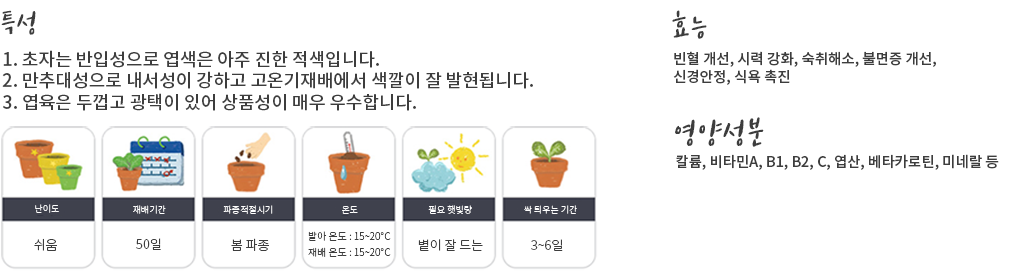 특성
1. 초자는 반입성으로 엽색은 아주 진한 적색입니다.
2. 만추대성으로 내서성이 강하고 고온기재배에서 색깔이 잘 발현됩니다.
3. 엽육은 두껍고 광택이 있어 상품성이 매우 우수합니다.
난이도
쉬움
재배기간
50일
파종적절시기
봄 파종
온도
발아 온도 : 15~20°C
재배 온도 : 15~20°C
필요 햇빛량
볕이 잘 드는
싹 틔우는 기간
3~6일
효능
빈혈 개선, 시력 강화, 숙취해소, 불면증 개선,
신경안정, 식욕 촉진
영양성분
칼륨, 비타민A, B1, B2, C, 엽산, 베타카로틴, 미네랄 등